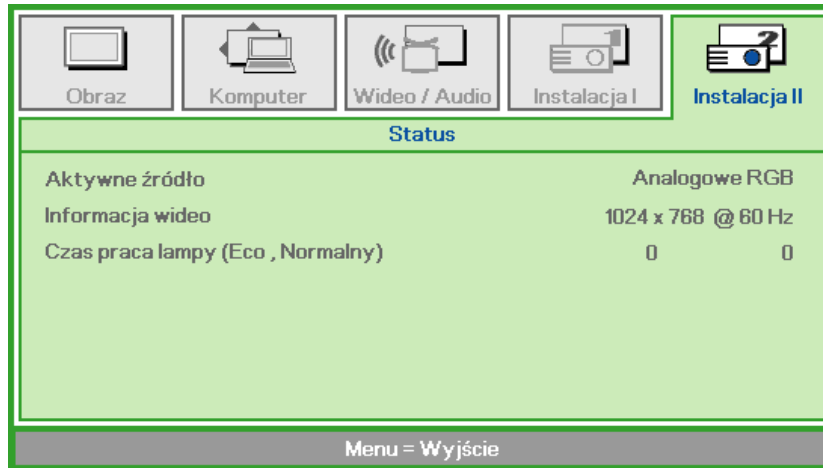 Obraz Komputer Wideo / Audio Instalacja I Instalacja II
Status
Aktywne źródło Analogowe RGB
Informacja wideo 1024 x 768 @ 60 Hz
Czas praca lampy (Eco , Normalny) 0 0
Menu = Wyjście